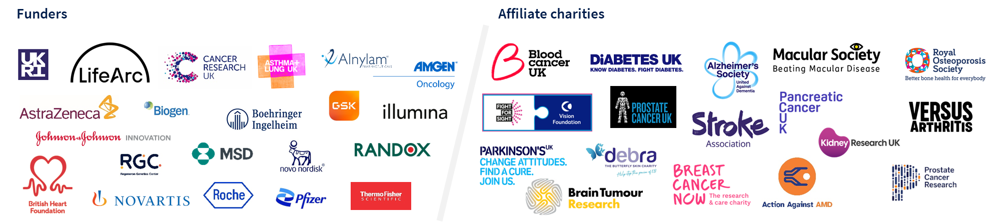 Funders
UK
RI
LifeArc
CANCER
RESEARCH
UK
ASTHMA+
LUNG UK
Alnylam®
PHARMACEUTICALS
AMGEN®
Oncology
AstraZeneca
Biogen
Boehringer
Ingelheim
GSK
illumına
Johnson&Johnson INNOVATION
British Heart
Foundation
RGC
Regeneron Genetics Center
MSD
novo nordisk®
RANDOX
NOVARTIS
Roche
Pfizer
ThermoFisher
SCIENTIFIC
Affiliate charities
Blood
cancer
UK
DiABETES UK
KNOW DIABETES. FIGHT DIABETES.
Alzheimer's
Society
United
Against
Dementia
Macular Society
Beating Macular Disease
Royal
Osteoporosis
Society
Better bone health for everybody
FIGHT
FOR
SIGHT
Vision
Foundation
PROSTATE
CANCER UK
Stroke
Association
Pancreatic
Cancer
U
K
VERSUS
ARTHRITIS
Kidney Research UK
PARKINSON'S UK
CHANGE ATTITUDES.
FIND A CURE.
JOIN US.
debra
THE BUTTERFLY SKIN CHARITY
Help stop the pain of EB
BREAST
CANCER
NOW The research
& care charity
Action Against AMD
Prostate
Cancer
Research
Brain Tumour
Research